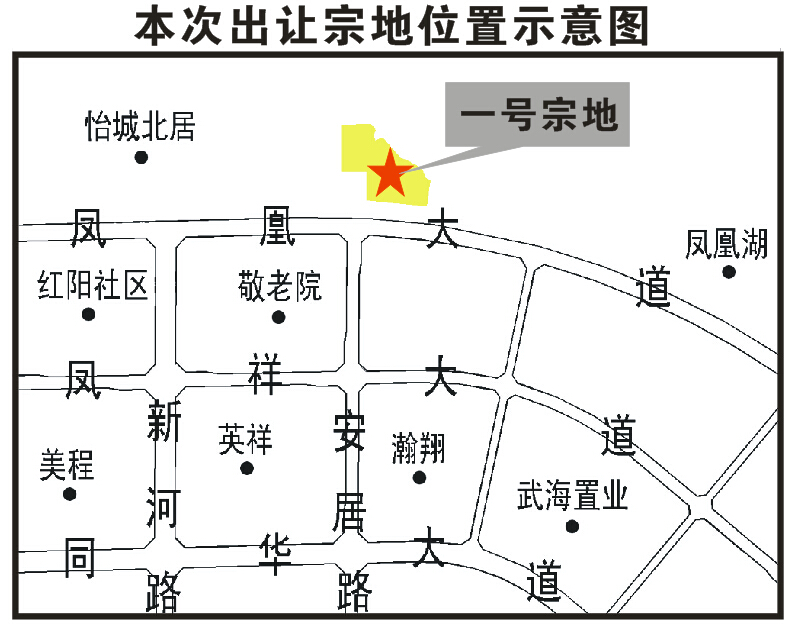 本次出让宗地位置示意图
一号宗地
怡城北居
凤凰大道
凤凰湖
红阳社区
敬老院
凤祥大道
新河路
安居路
美程
英祥
瀚翔
武海置业
同华大道